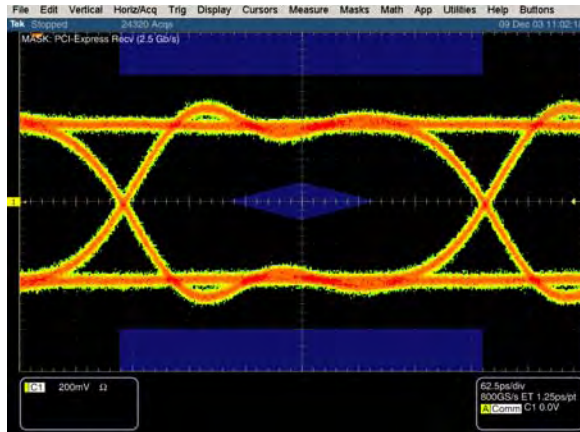 File Edit Vertical Horiz/Acq Trig Display Cursors Measure Masks Math App Utilities Help Buttons
Tek Stopped 24320 Acqs 09 Dec 03 11:02:18
MASK: PCI-Express Recv (2.5 Gb/s)
C1 200mV Ω
62.5ps/div
800GS/s ET 1.25ps/pt
A Comm C1 0.0V